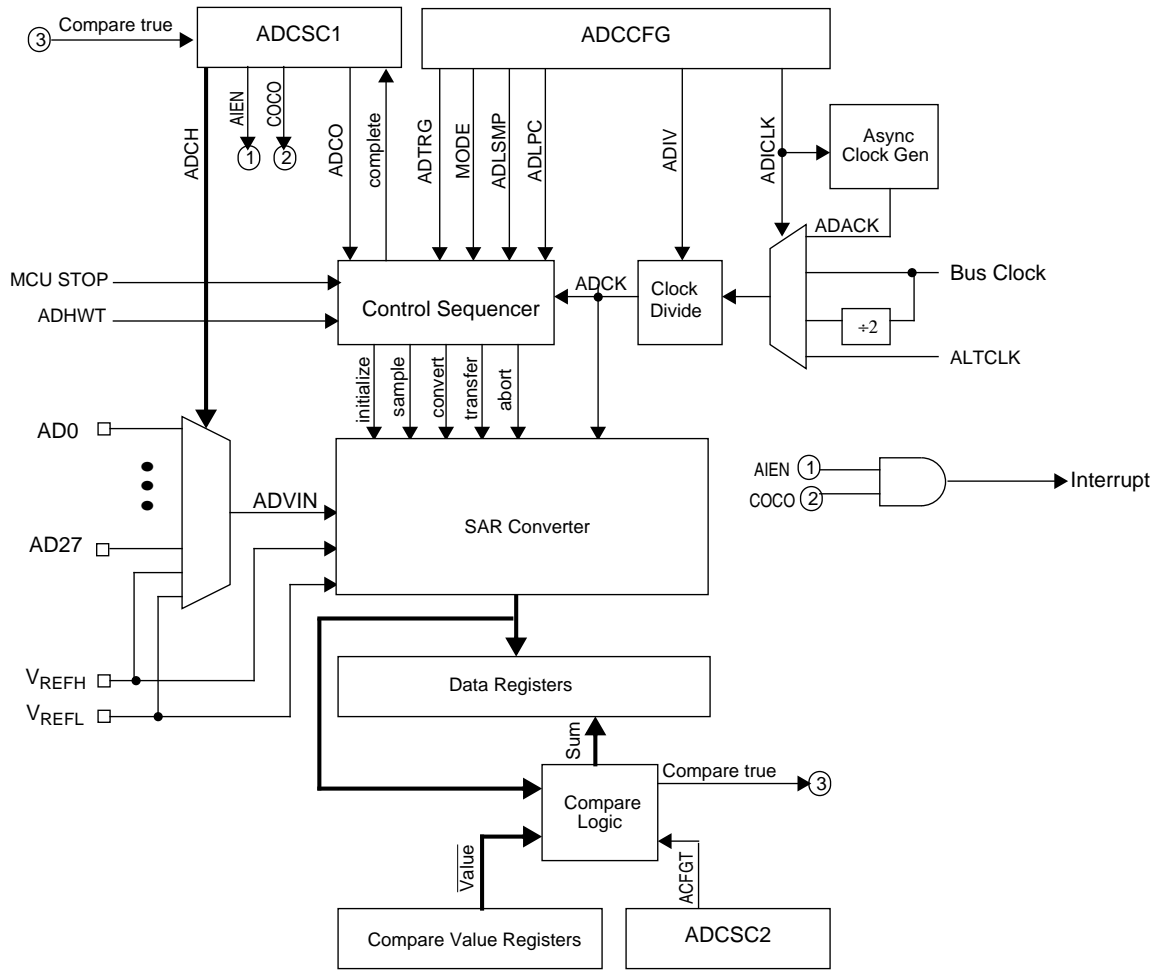 3
Compare true
ADCSC1
ADCCFG
ADCH
AIEN
COCO
ADCO
complete
ADTRG
MODE
ADLSMP
ADLPC
ADIV
ADICLK
Async
Clock Gen
1
2
ADACK
MCU STOP
ADHWT
Control Sequencer
ADCK
Clock
Divide
Bus Clock
÷2
ALTCLK
initialize
sample
convert
transfer
abort
AD0
AD27
ADVIN
SAR Converter
AIEN 1
COCO 2
Interrupt
VREFH
VREFL
Data Registers
Sum
Compare true
3
Compare
Logic
Value
ACFGT
Compare Value Registers
ADCSC2